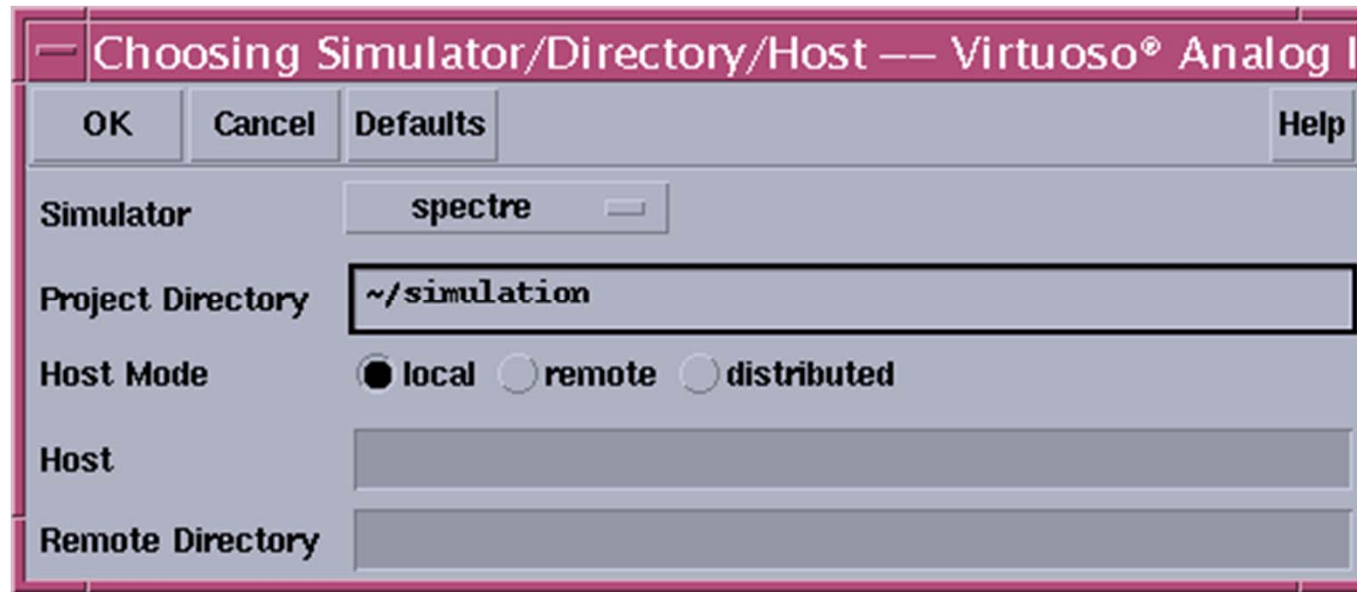 Choosing Simulator/Directory/Host –– Virtuoso® Analog
OK Cancel Defaults Help
Simulator spectre
Project Directory ~/simulation
Host Mode local remote distributed
Host
Remote Directory